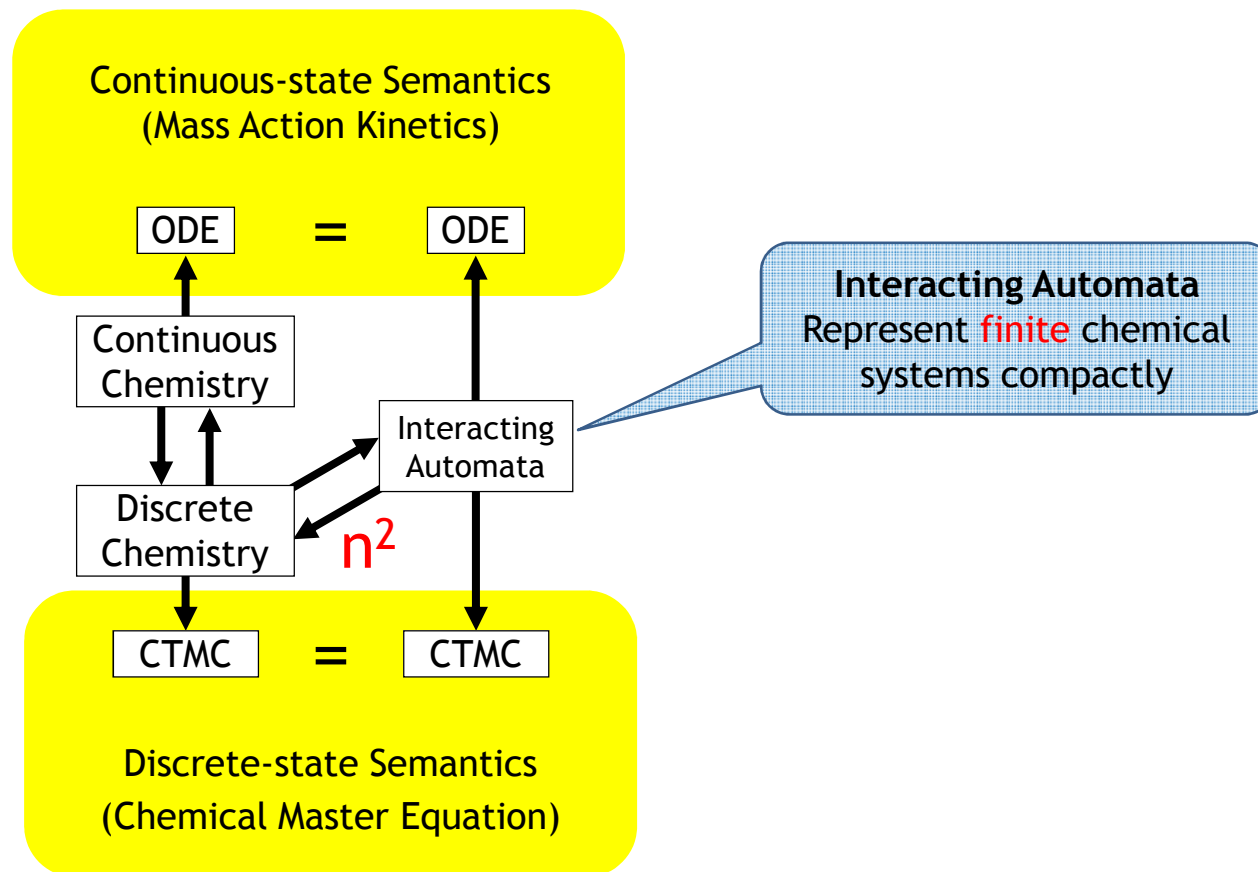 Continuous-state Semantics
(Mass Action Kinetics)
ODE = ODE
Interacting Automata
Represent finite chemical
systems compactly
Continuous
Chemistry
Interacting
Automata
Discrete
Chemistry
n²
CTMC = CTMC
Discrete-state Semantics
(Chemical Master Equation)